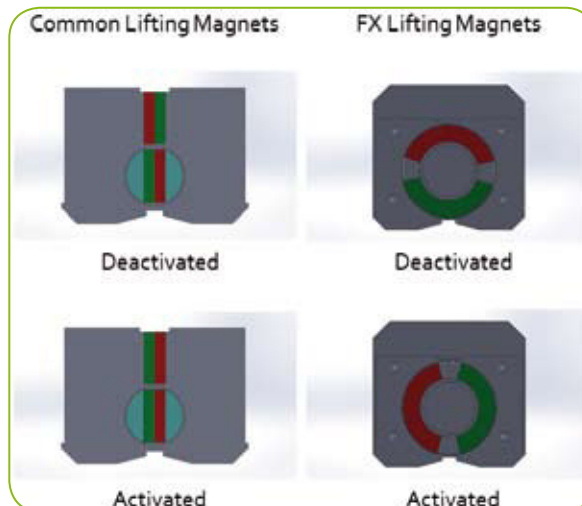 Common Lifting Magnets FX Lifting Magnets
Deactivated Deactivated
Activated Activated